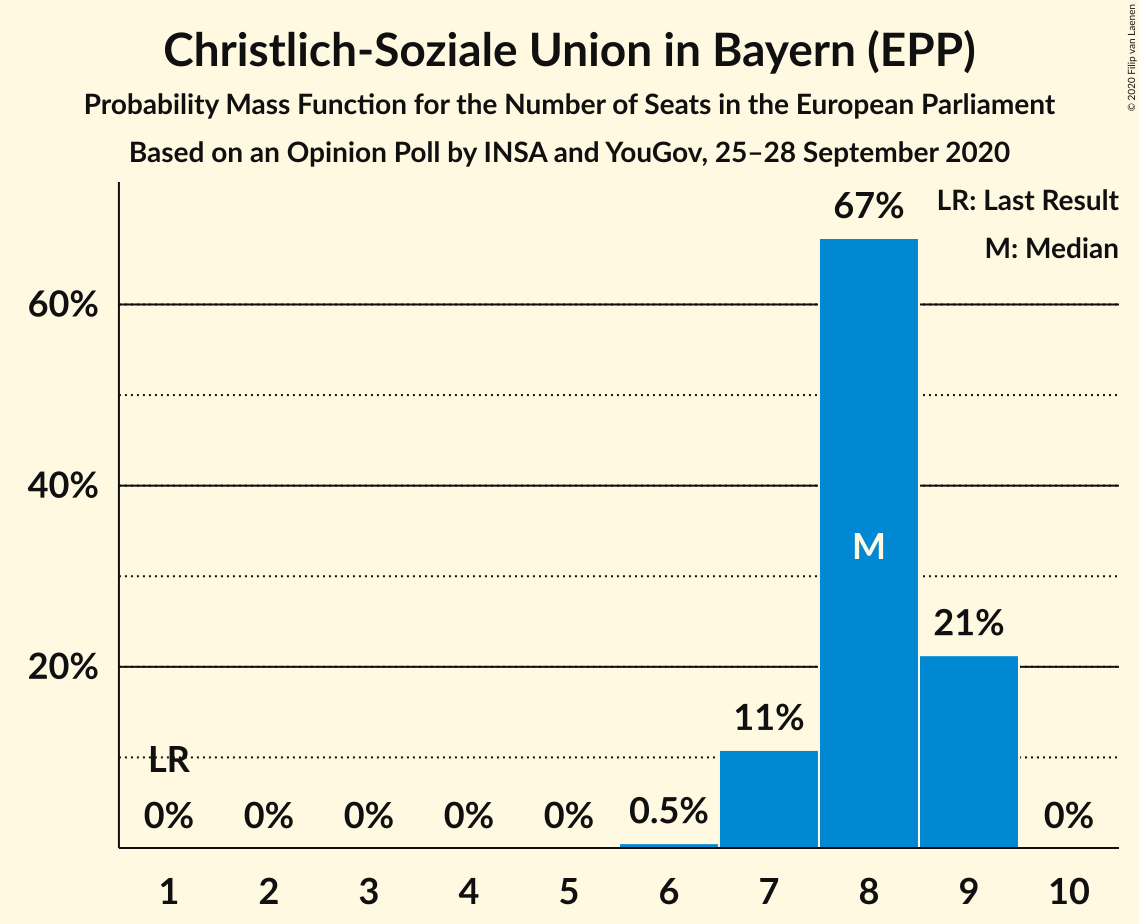 Christlich-Soziale Union in Bayern (EPP)
Probability Mass Function for the Number of Seats in the European Parliament
Based on an Opinion Poll by INSA and YouGov, 25–28 September 2020
© 2020 Filip van Laenen
LR: Last Result
M: Median
67%
60%
40%
M
21%
20%
11%
LR
0% 0% 0% 0% 0% 0.5% 0%
1 2 3 4 5 6 7 8 9 10